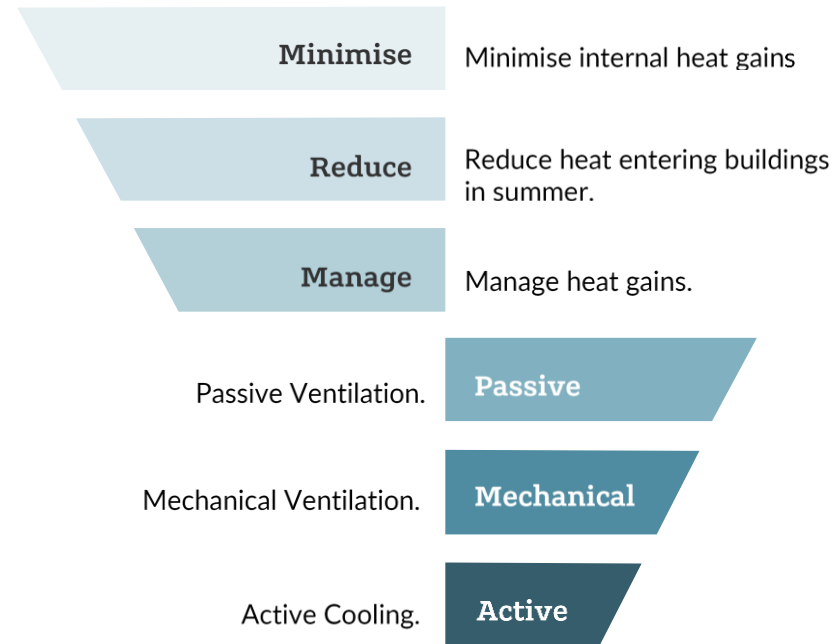 Minimise
Minimise internal heat gains
Reduce
Reduce heat entering buildings
in summer.
Manage
Manage heat gains.
Passive Ventilation.
Passive
Mechanical Ventilation.
Mechanical
Active Cooling.
Active